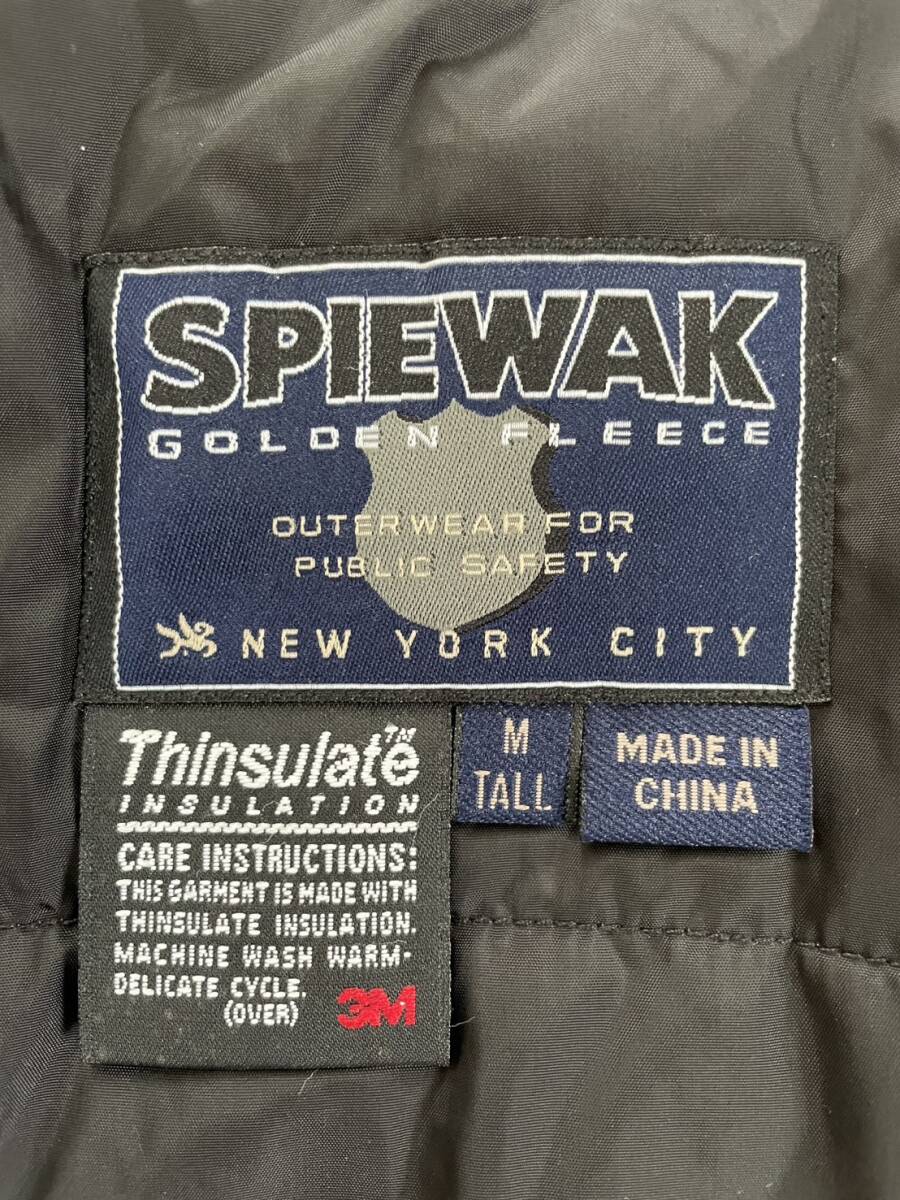 SPIEWAK
GOLDEN FLEECE
OUTERWEAR FOR
PUBLIC SAFETY
NEW YORK CITY
Thinsulate™
INSULATION
CARE INSTRUCTIONS:
THIS GARMENT IS MADE WITH
THINSULATE INSULATION.
MACHINE WASH WARM-
DELICATE CYCLE.
(OVER) 3M
M
TALL
MADE IN
CHINA